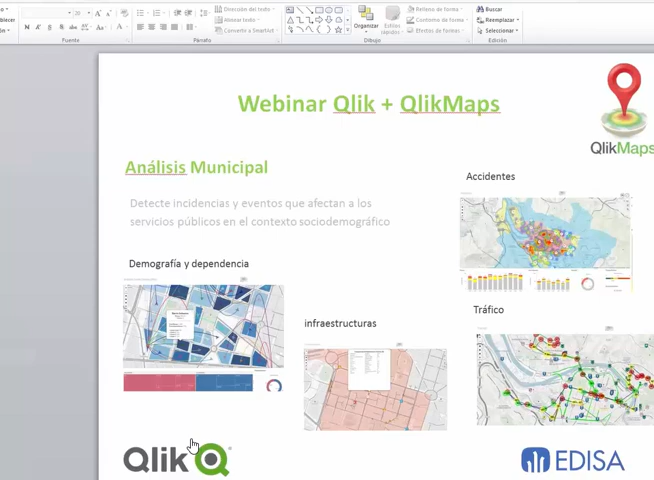 Dirección del texto
Alinear texto
Convertir a SmartArt
Fuente
Párrafo
Organizar
Estilos
rápidos
Relleno de forma
Contorno de forma
Efectos de formas
Dibujo
Buscar
Reemplazar
Seleccionar
Edición
Webinar Qlik + QlikMaps
QlikMaps
Análisis Municipal
Detecte incidencias y eventos que afectan a los
servicios públicos en el contexto sociodemográfico
Accidentes
Demografía y dependencia
infraestructuras
Tráfico
Qlik
EDISA